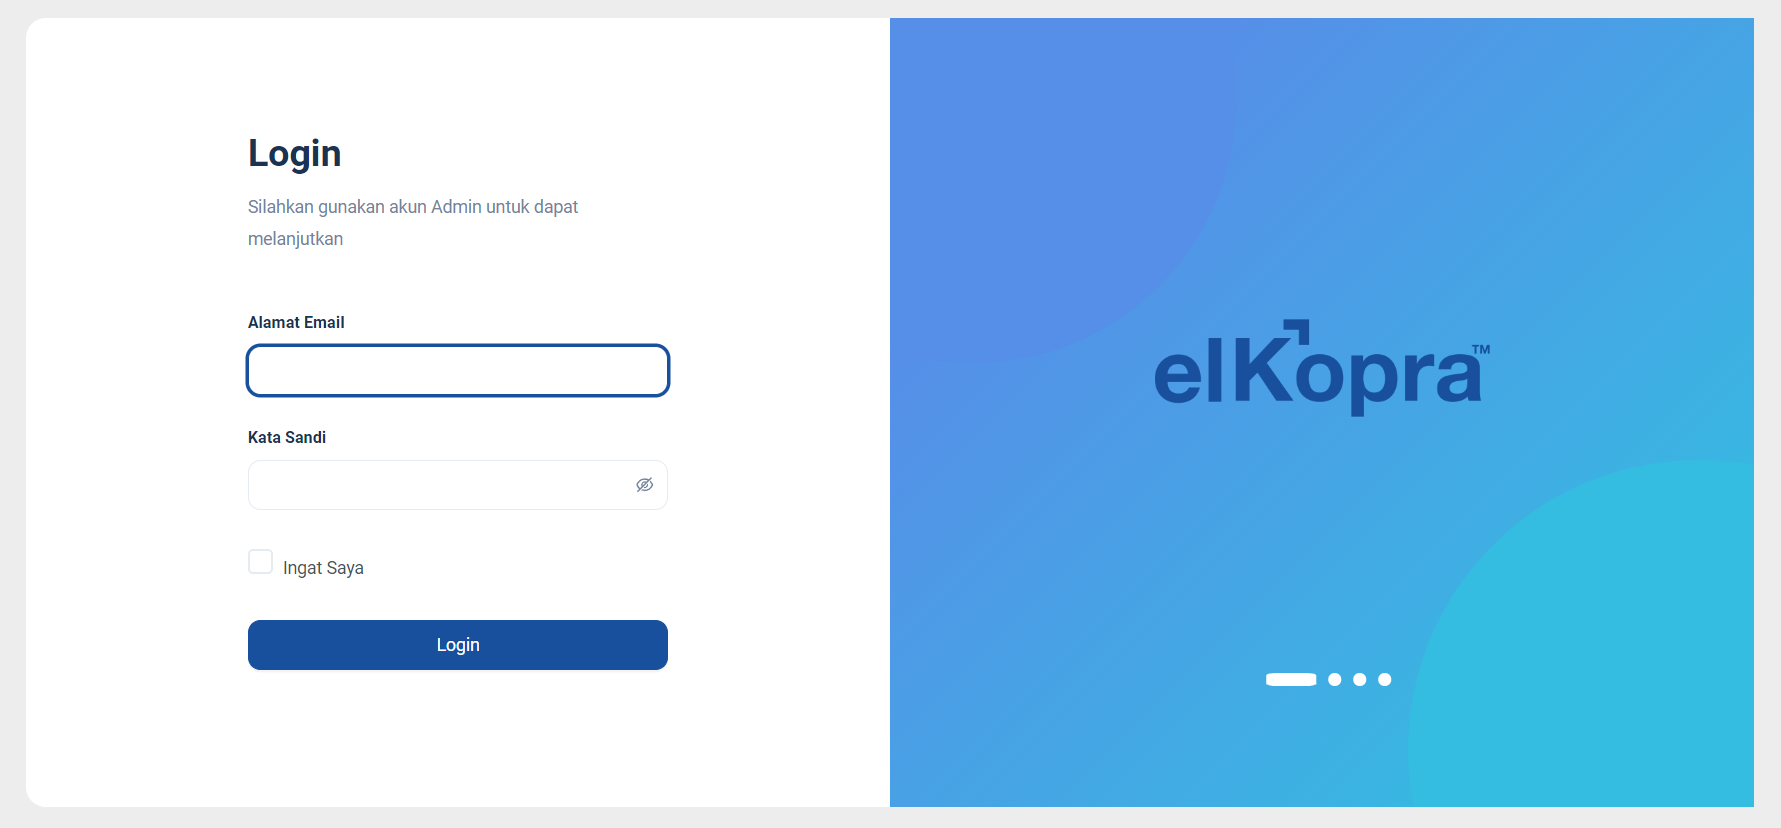 Login
Silahkan gunakan akun Admin untuk dapat
melanjutkan
Alamat Email
Kata Sandi
Ingat Saya
Login
elKopra™